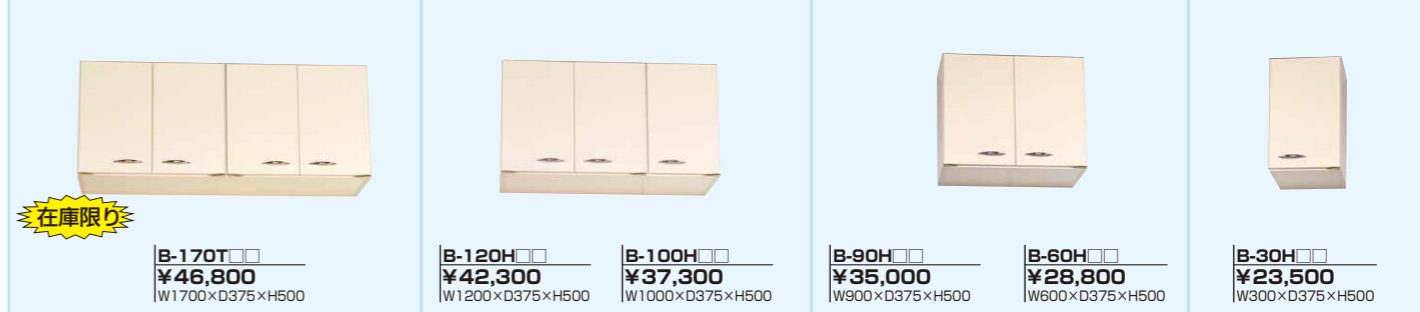 在庫限り
B-170T□□
¥46,800
W1700×D375×H500
B-120H□□
¥42,300
W1200×D375×H500
B-100H□□
¥37,300
W1000×D375×H500
B-90H□□
¥35,000
W900×D375×H500
B-60H□□
¥28,800
W600×D375×H500
B-30H□□
¥23,500
W300×D375×H500